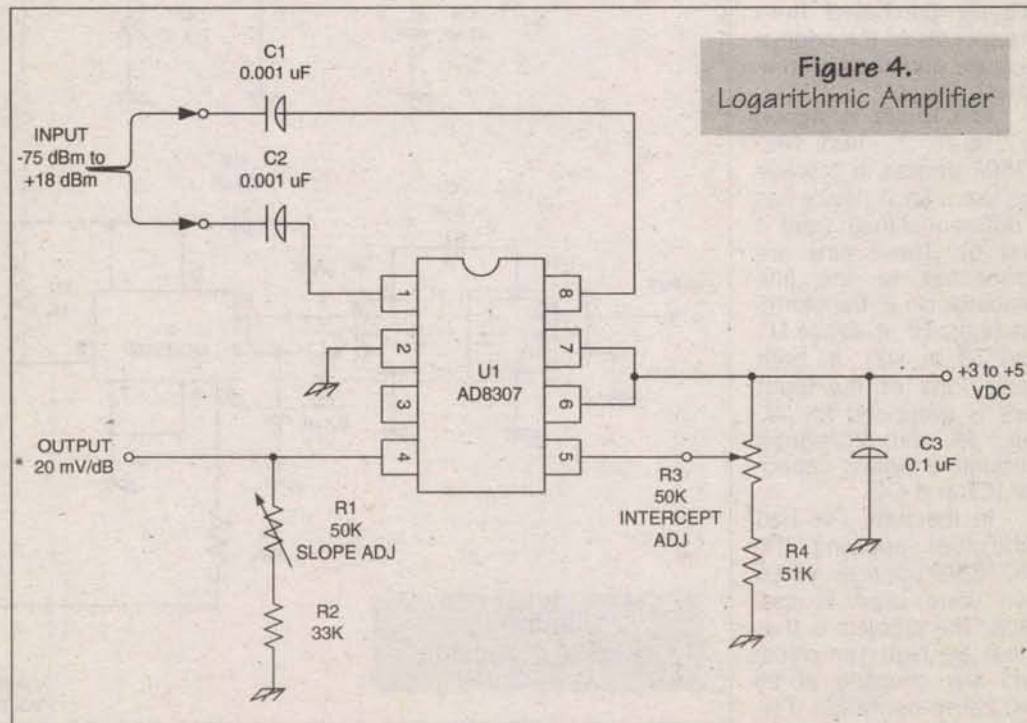 Figure 4.
Logarithmic Amplifier
C1
0.001 uF
INPUT
-75 dBm to
+18 dBm
C2
0.001 uF
1
2
3
4
8
7
6
5
U1
AD8307
+3 to +5
VDC
OUTPUT
20 mV/dB
R1
50K
SLOPE ADJ
R2
33K
R3
50K
INTERCEPT
ADJ
R4
51K
C3
0.1 uF